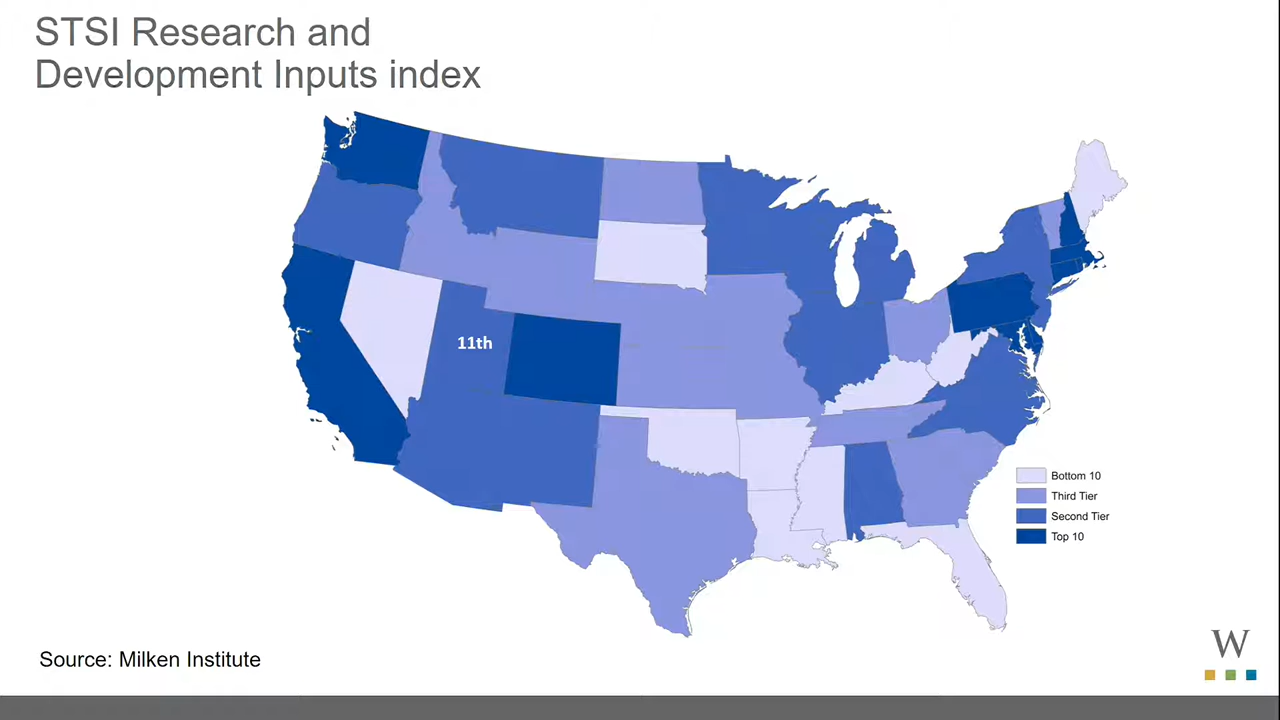 STSI Research and
Development Inputs index
11th
Bottom 10
Third Tier
Second Tier
Top 10
Source: Milken Institute
W